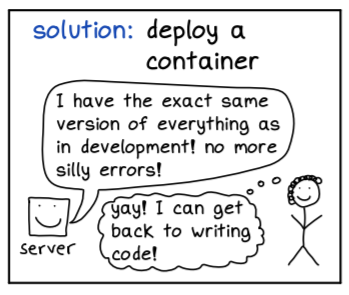 solution: deploy a
container
I have the exact same
version of everything as
in development! no more
silly errors!
server
yay! I can get
back to writing
code!